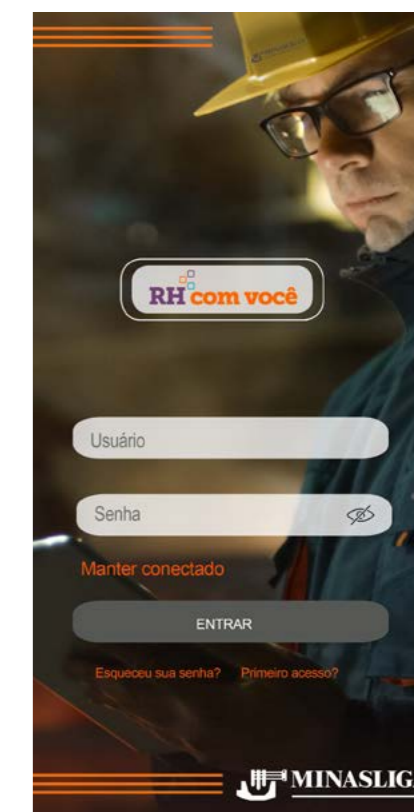 RH com você
Usuário
Senha
Manter conectado
ENTRAR
Esqueceu sua senha? Primeiro acesso?
MINASLIG